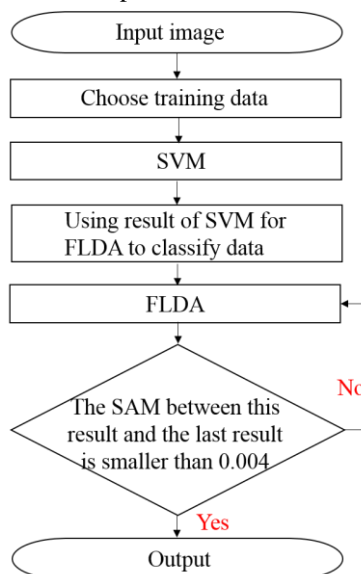 Input image
Choose training data
SVM
Using result of SVM for
FLDA to classify data
FLDA
The SAM between this
result and the last result
is smaller than 0.004
No
Yes
Output